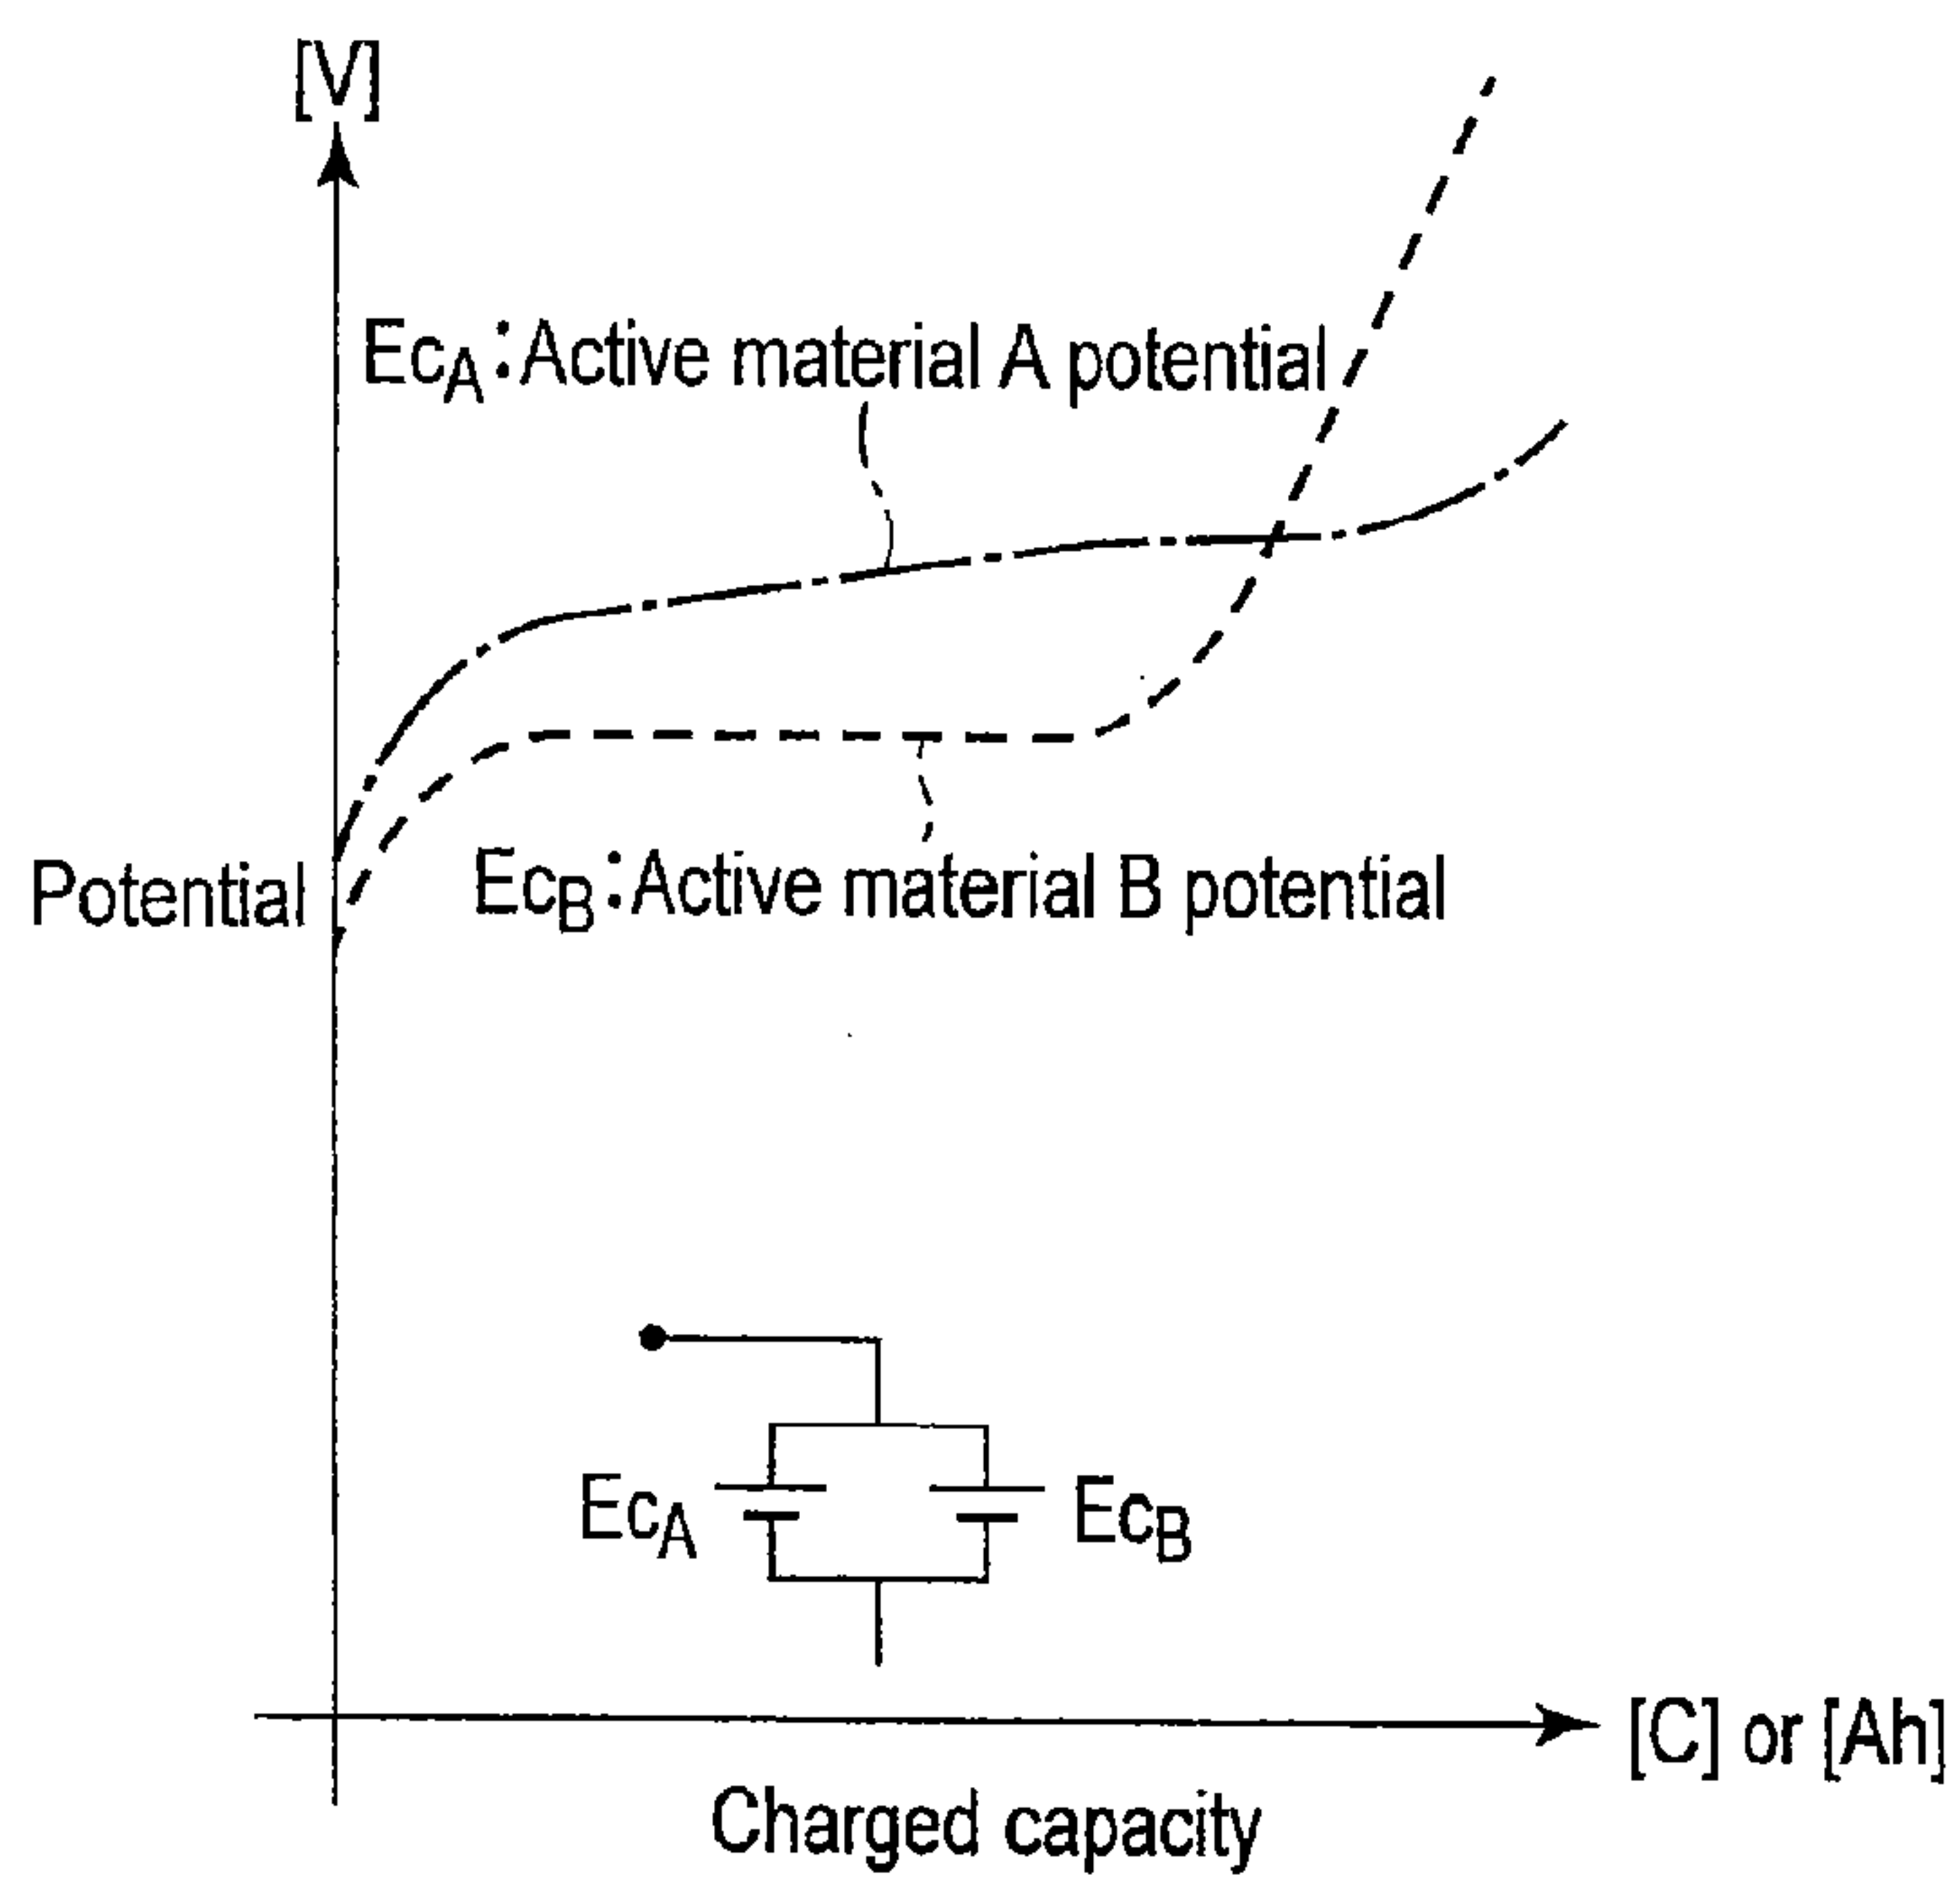 [V]
EcA:Active material A potential
Potential
EcB:Active material B potential
EcA
EcB
[C] or [Ah]
Charged capacity